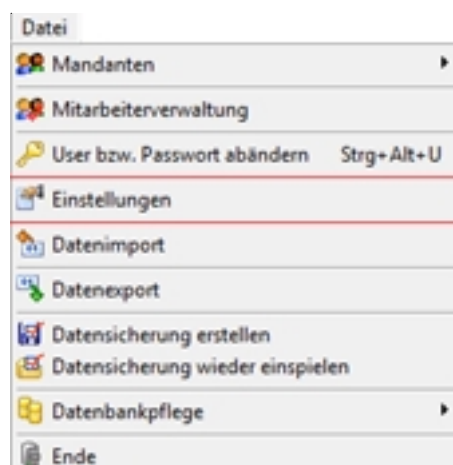 Datei
Mandanten
Mitarbeiterverwaltung
User bzw. Passwort abändern Strg+Alt+U
Einstellungen
Datenimport
Datenexport
Datensicherung erstellen
Datensicherung wieder einspielen
Datenbankpflege
Ende